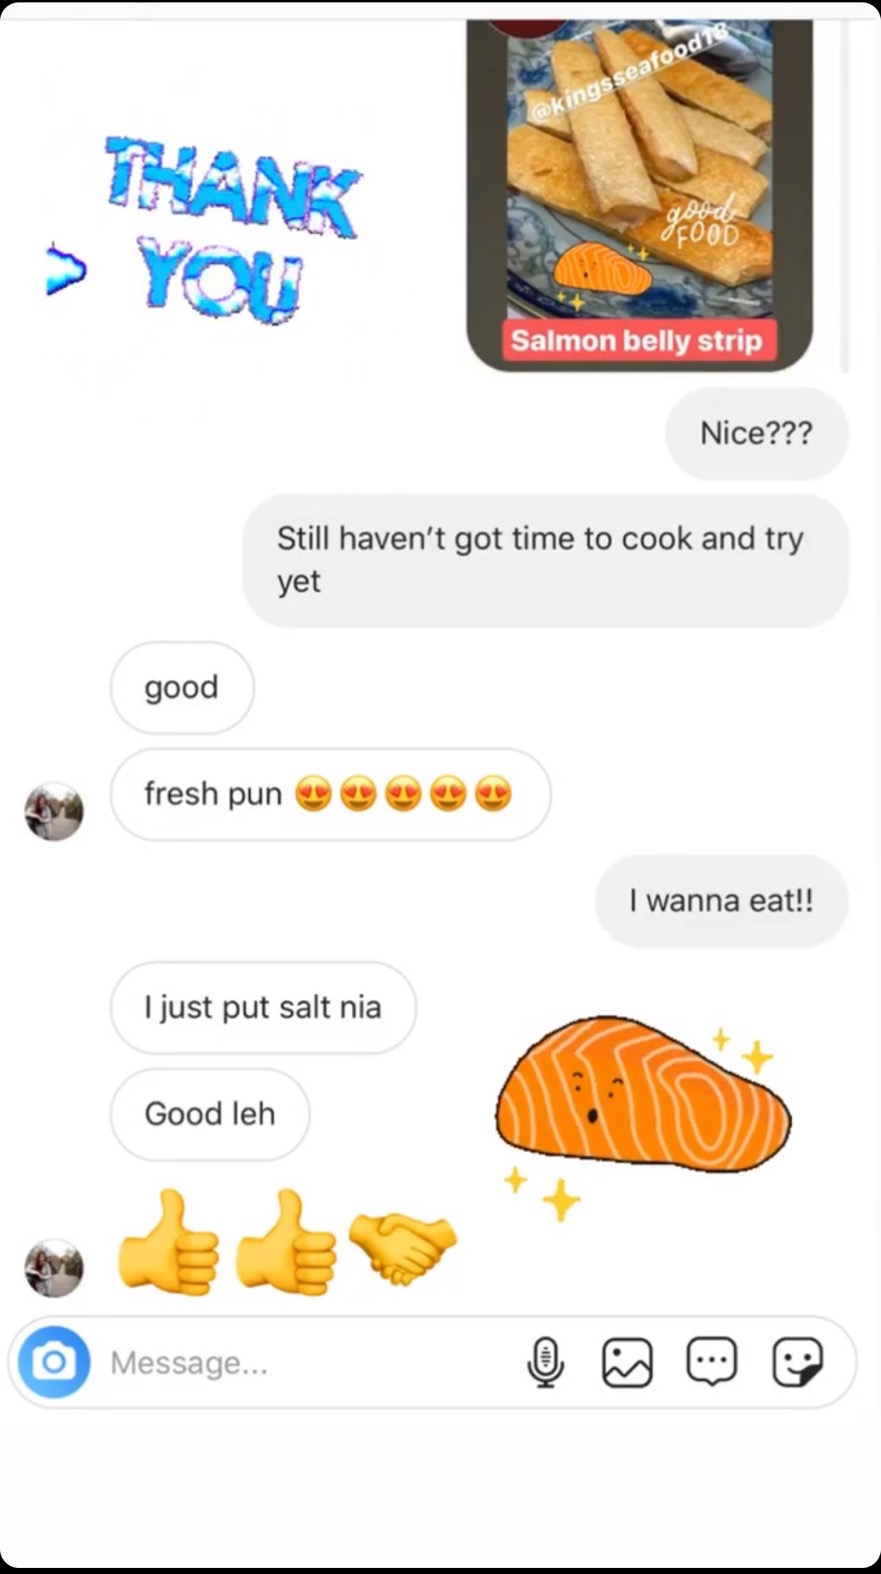 THANK
YOU
@kingsseafood18
good
FOOD
Salmon belly strip
Nice???
Still haven't got time to cook and try
yet
good
fresh pun 😍😍😍😍😍
I wanna eat!!
I just put salt nia
Good leh
👍👍🤝
Message...